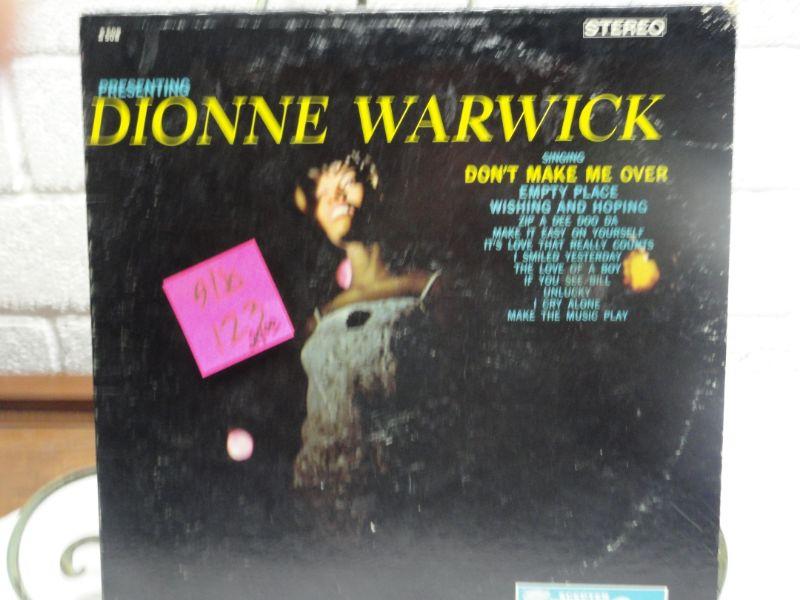 STEREO
PRESENTING
DIONNE WARWICK
SINGING
DON'T MAKE ME OVER
EMPTY PLACE
WISHING AND HOPING
ZIP A DEE DOO DA
MAKE IT EASY ON YOURSELF
IT'S LOVE THAT REALLY COUNTS
I SMILED YESTERDAY
THE LOVE OF A BOY
IF YOU SEE BILL
UNLUCKY
I CRY ALONE
MAKE THE MUSIC PLAY
123